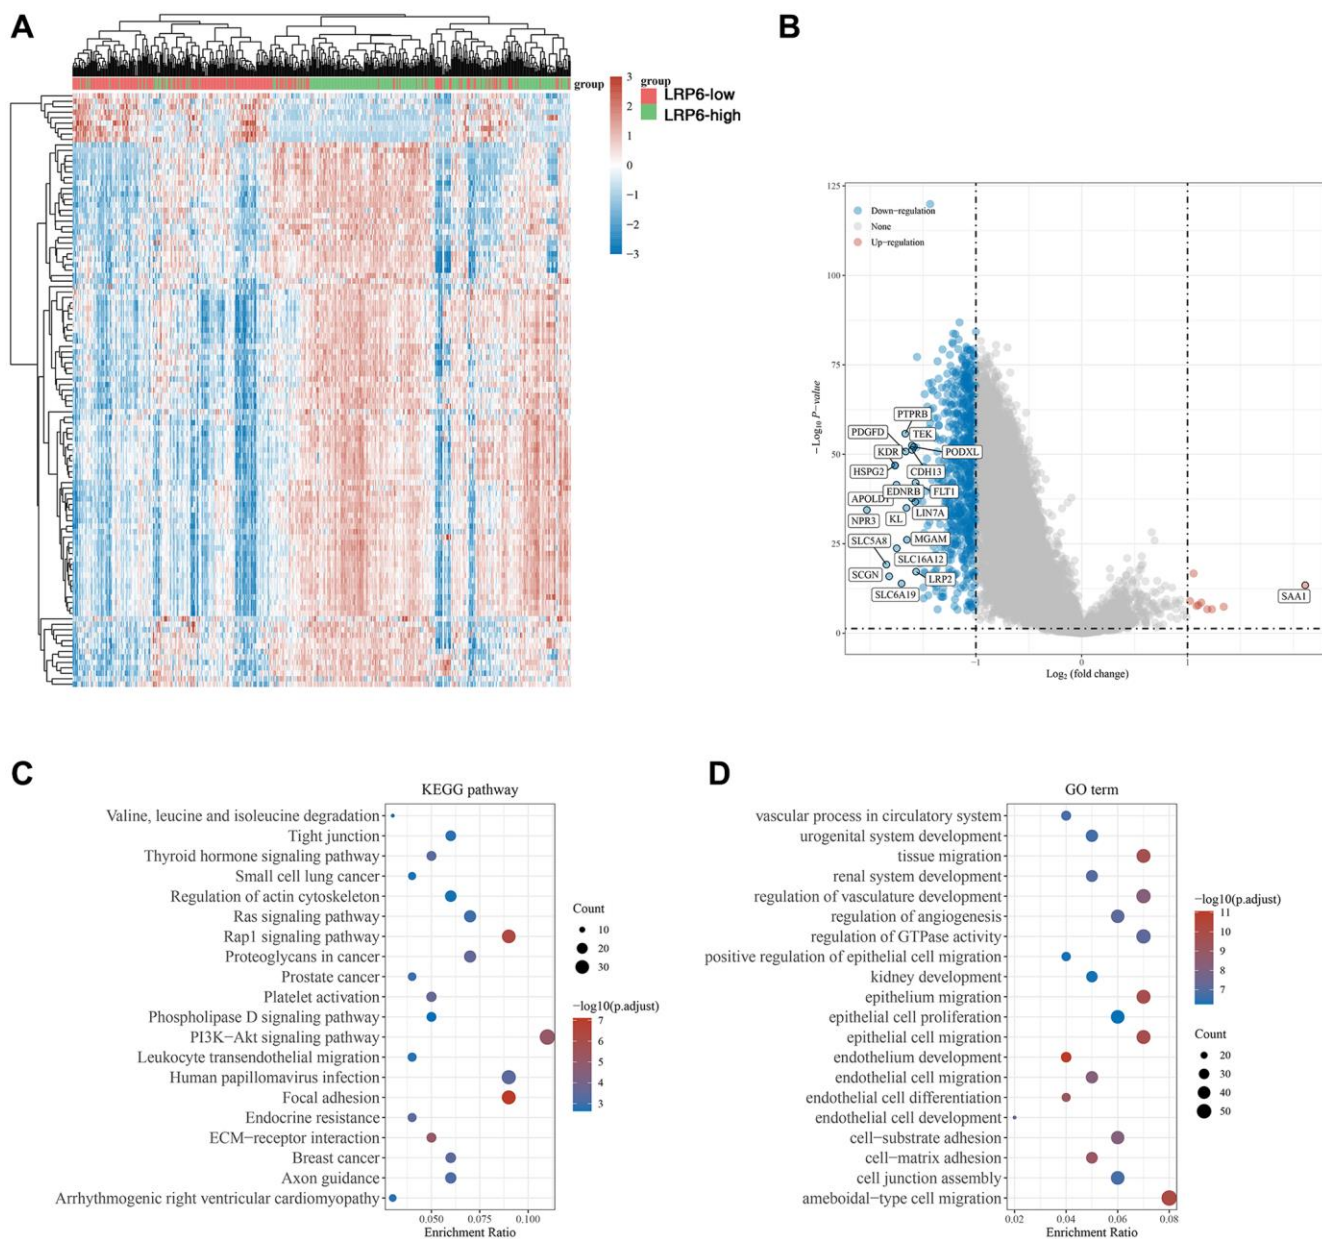 A
group
3
2
1
0
−1
−2
−3
group
LRP6-low
LRP6-high
B
125
100
75
50
25
0
−Log10 P−value
Down−regulation
None
Up−regulation
PTPRB
PDGFD
TEK
KDR
PODXL
HSPG2
CDH13
EDNRB
FLT1
APOLD1
NPR3
KL
LIN7A
SLC5A8
MGAM
SLC16A12
SCGN
LRP2
SLC6A19
SAA1
−1
0
1
Log2 (fold change)
C
KEGG pathway
Valine, leucine and isoleucine degradation
Tight junction
Thyroid hormone signaling pathway
Small cell lung cancer
Regulation of actin cytoskeleton
Ras signaling pathway
Rap1 signaling pathway
Proteoglycans in cancer
Prostate cancer
Platelet activation
Phospholipase D signaling pathway
PI3K−Akt signaling pathway
Leukocyte transendothelial migration
Human papillomavirus infection
Focal adhesion
Endocrine resistance
ECM−receptor interaction
Breast cancer
Axon guidance
Arrhythmogenic right ventricular cardiomyopathy
0.050 0.075 0.100
Enrichment Ratio
Count
10
20
30
−log10(p.adjust)
7
6
5
4
3
D
GO term
vascular process in circulatory system
urogenital system development
tissue migration
renal system development
regulation of vasculature development
regulation of angiogenesis
regulation of GTPase activity
positive regulation of epithelial cell migration
kidney development
epithelium migration
epithelial cell proliferation
epithelial cell migration
endothelium development
endothelial cell migration
endothelial cell differentiation
endothelial cell development
cell−substrate adhesion
cell−matrix adhesion
cell junction assembly
ameboidal−type cell migration
0.02 0.04 0.06 0.08
Enrichment Ratio
−log10(p.adjust)
11
10
9
8
7
Count
20
30
40
50